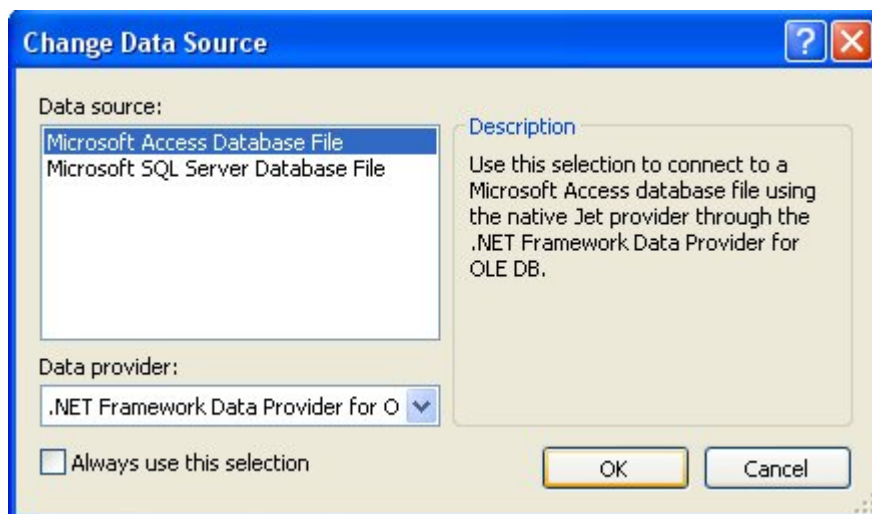 Change Data Source
Data source:
Microsoft Access Database File
Microsoft SQL Server Database File
Description
Use this selection to connect to a
Microsoft Access database file using
the native Jet provider through the
.NET Framework Data Provider for
OLE DB.
Data provider:
.NET Framework Data Provider for O
Always use this selection
OK
Cancel